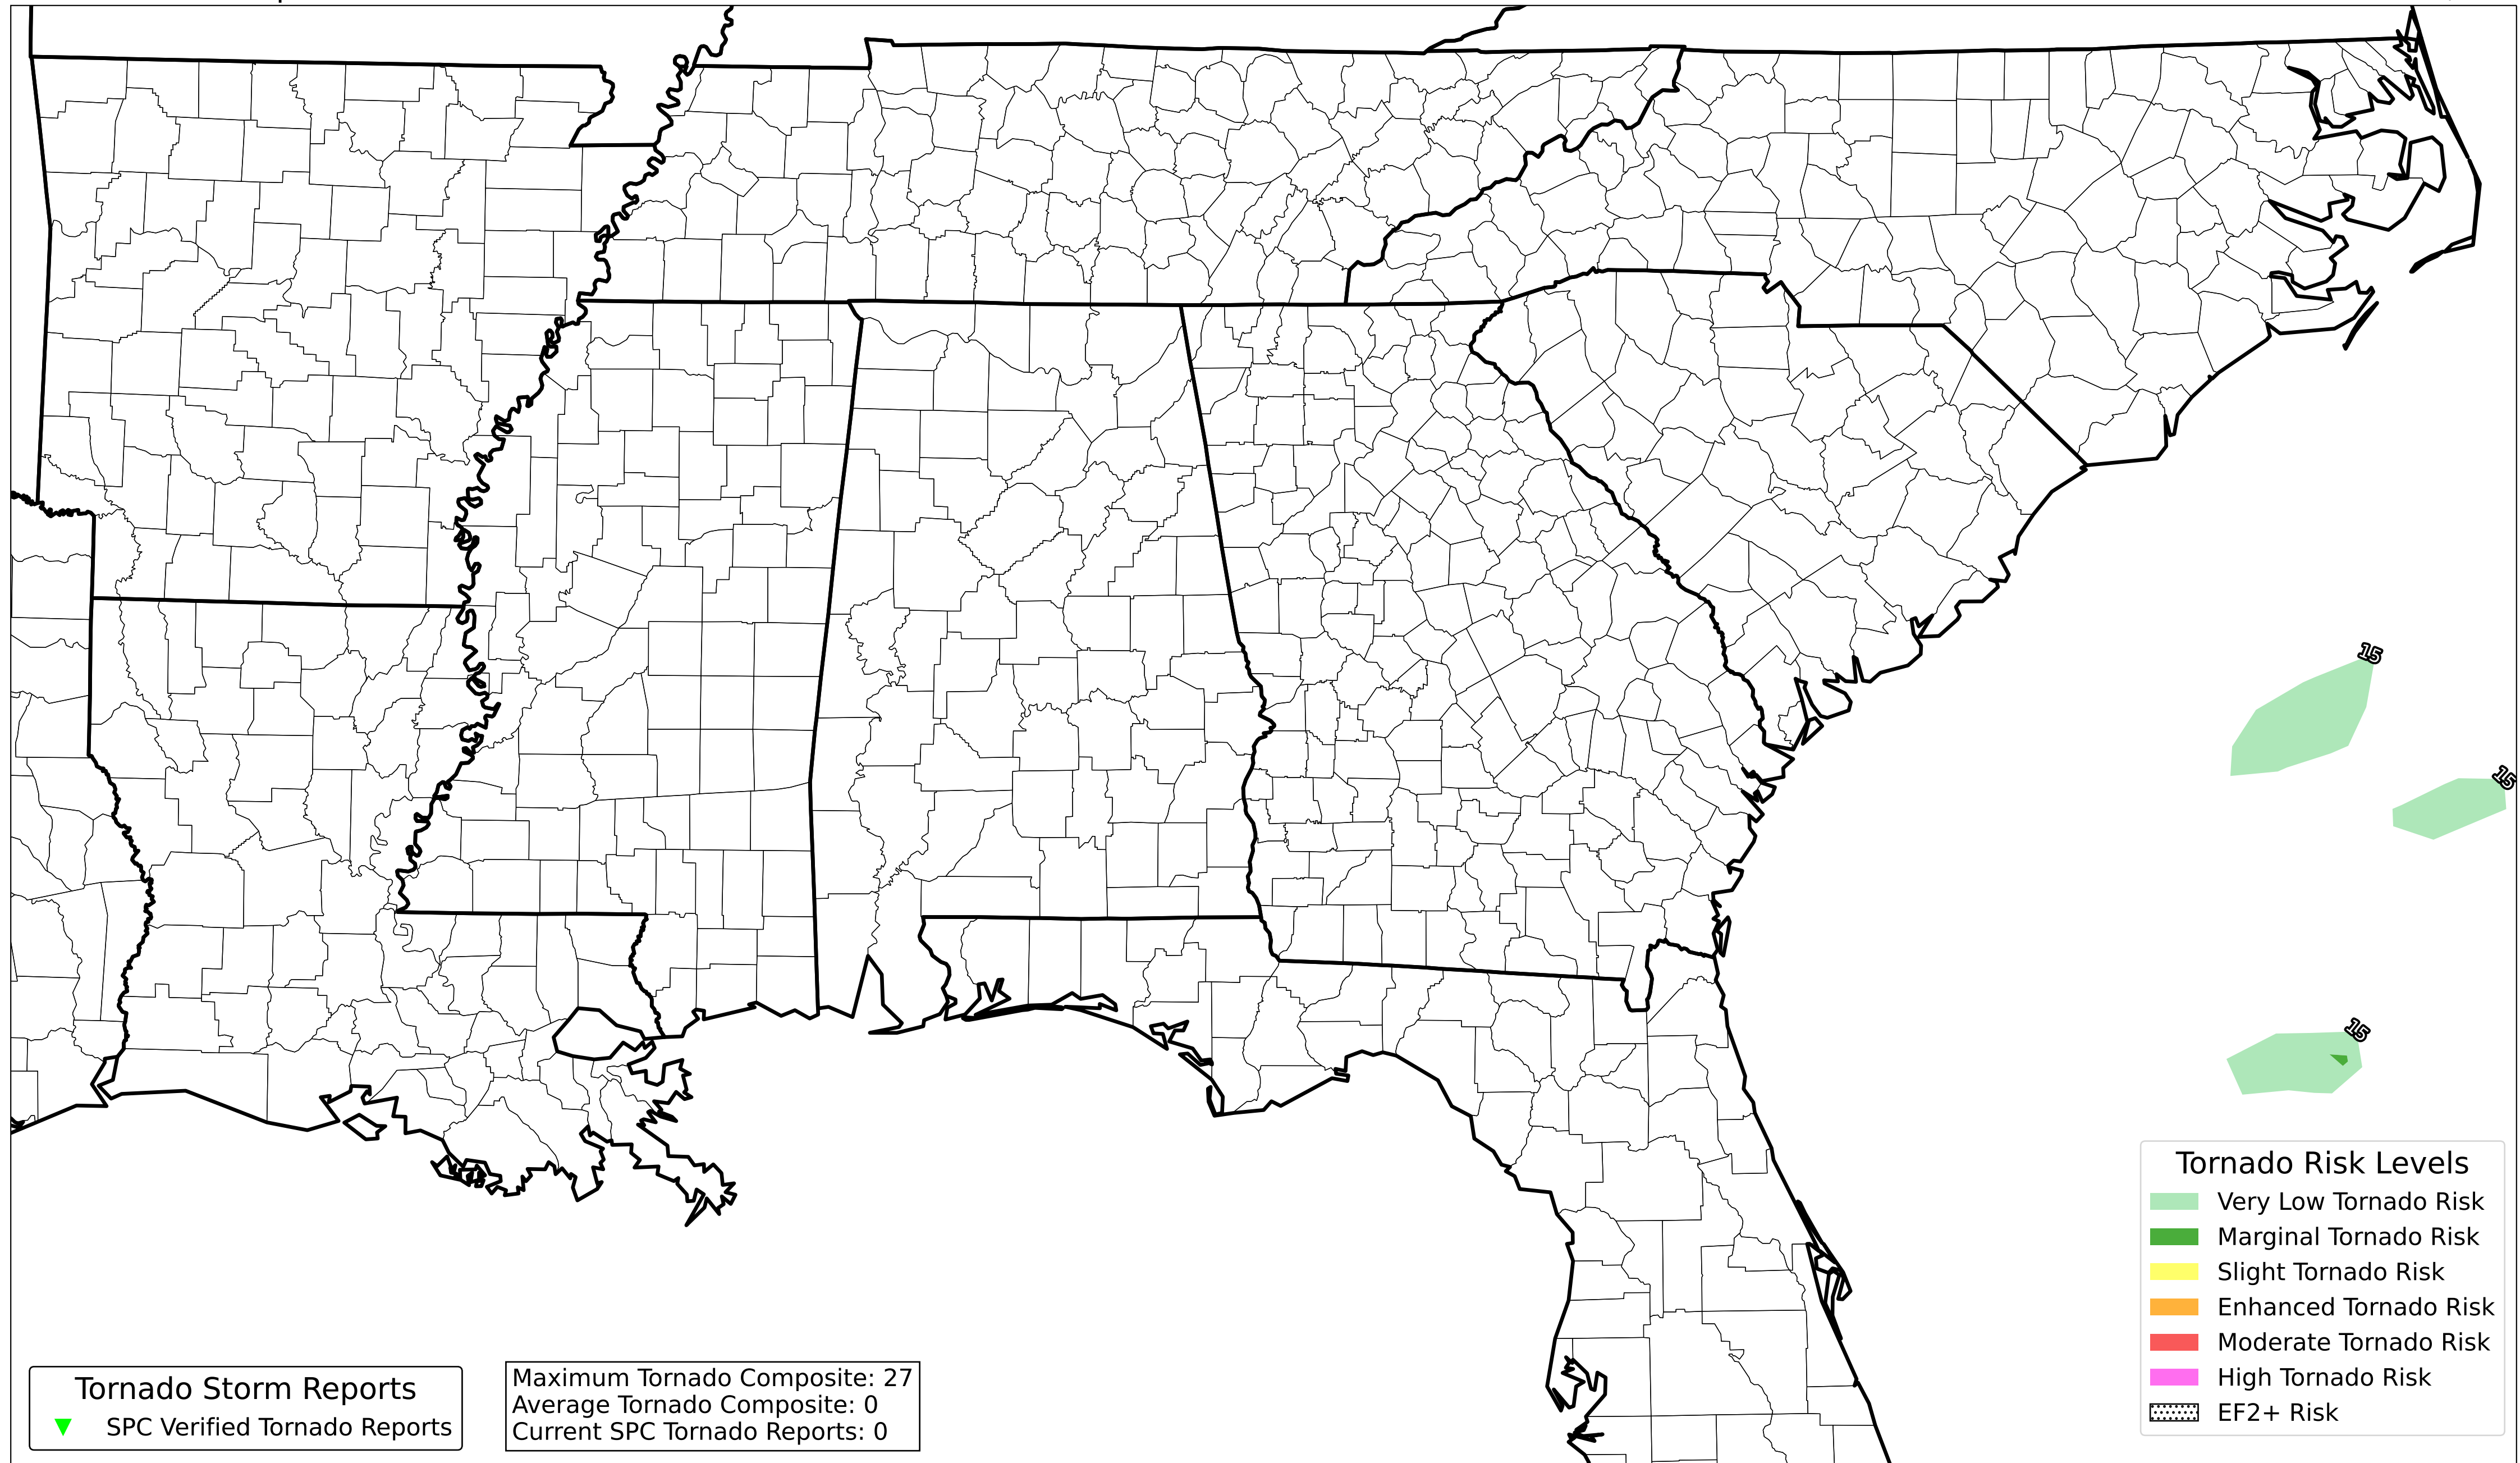 15
15
15
Tornado Risk Levels
Very Low Tornado Risk
Marginal Tornado Risk
Slight Tornado Risk
Enhanced Tornado Risk
Moderate Tornado Risk
High Tornado Risk
EF2+ Risk
Tornado Storm Reports
SPC Verified Tornado Reports
Maximum Tornado Composite: 27
Average Tornado Composite: 0
Current SPC Tornado Reports: 0